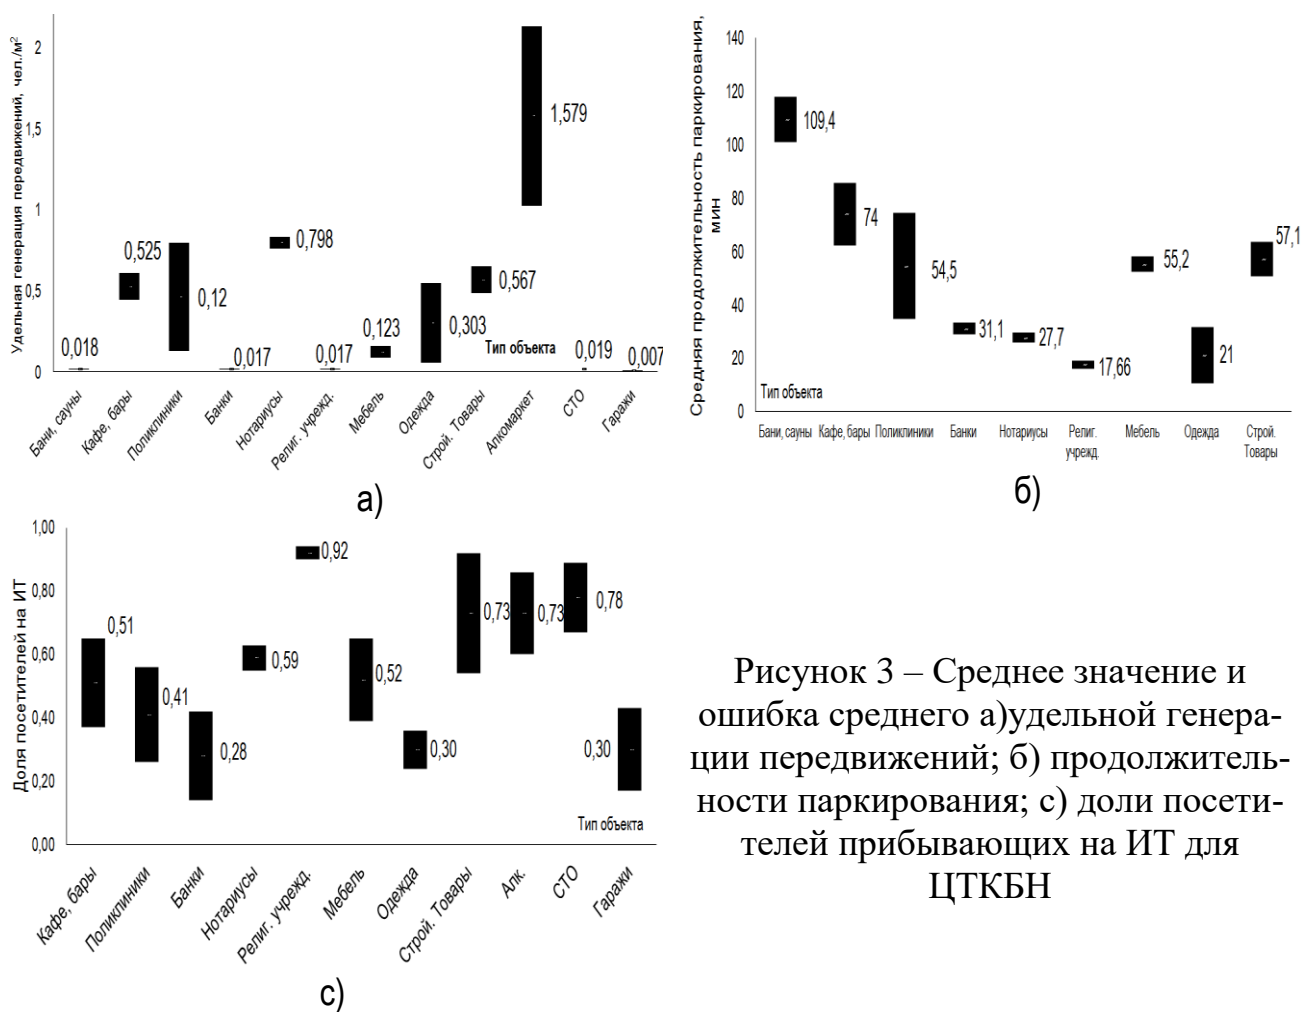 Удельная генерация передвижений, чел./м²
2
1,5
1
0,5
0
0,018
0,525
0,12
0,017
0,798
0,017
0,123
0,303
0,567
1,579
0,019
0,007
Тип объекта
Бани, сауны
Кафе, бары
Поликлиники
Банки
Нотариусы
Религ. учрежд.
Мебель
Одежда
Строй. Товары
Алкомаркет
СТО
Гаражи
а)
Средняя продолжительность паркирования,
мин
140
120
100
80
60
40
20
0
109,4
74
54,5
31,1
27,7
17,66
55,2
21
57,1
Тип объекта
Бани, сауны
Кафе, бары
Поликлиники
Банки
Нотариусы
Религ.
учрежд.
Мебель
Одежда
Строй.
Товары
б)
Доля посетителей на ИТ
1,00
0,80
0,60
0,40
0,20
0,00
0,51
0,41
0,28
0,59
0,92
0,52
0,30
0,73
0,73
0,78
0,30
Тип объекта
Кафе, бары
Поликлиники
Банки
Нотариусы
Религ. учрежд.
Мебель
Одежда
Строй. Товары
Алк.
СТО
Гаражи
с)
Рисунок 3 – Среднее значение и
ошибка среднего а)удельной генера-
ции передвижений; б) продолжитель-
ности паркирования; с) доли посети-
телей прибывающих на ИТ для
ЦТКБН